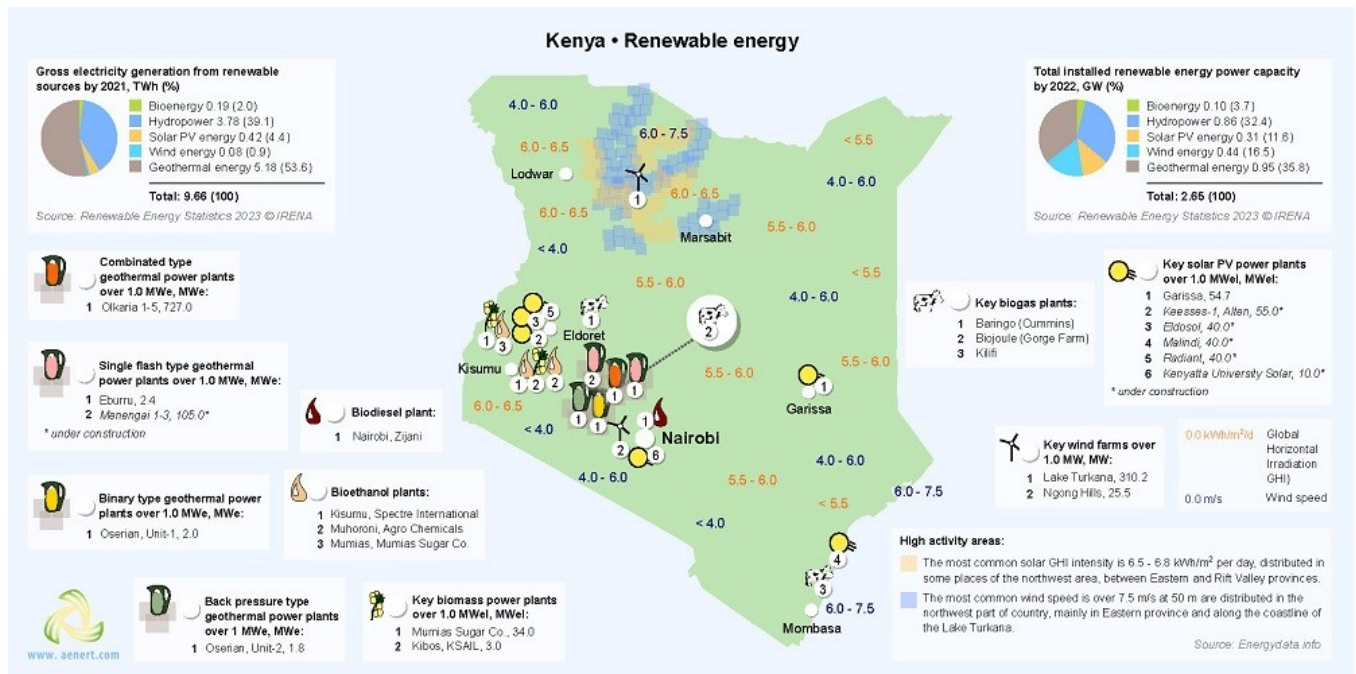 Kenya • Renewable energy
Gross electricity generation from renewable
sources by 2021, TWh (%)
Bioenergy 0.19 (2.0)
Hydropower 3.78 (39.1)
Solar PV energy 0.42 (4.4)
Wind energy 0.08 (0.9)
Geothermal energy 5.18 (53.6)
Total: 9.66 (100)
Source: Renewable Energy Statistics 2023 © IRENA
Total installed renewable energy power capacity
by 2022, GW (%)
Bioenergy 0.10 (3.7)
Hydropower 0.86 (32.4)
Solar PV energy 0.31 (11.6)
Wind energy 0.44 (16.5)
Geothermal energy 0.95 (35.8)
Total: 2.65 (100)
Source: Renewable Energy Statistics 2023 © IRENA
Combinated type
geothermal power plants
over 1.0 MWe, MWe:
1 Olkaria 1-5, 727.0
Single flash type geothermal
power plants over 1.0 MWe, MWe:
1 Eburru, 2.4
2 Menengai 1-3, 105.0*
* under construction
Binary type geothermal power
plants over 1.0 MWe, MWe:
1 Oserian, Unit-1, 2.0
Back pressure type
geothermal power plants
over 1 MWe, MWe:
1 Oserian, Unit-2, 1.8
Biodiesel plant:
1 Nairobi, Zijani
Bioethanol plants:
1 Kisumu, Spectre International
2 Muhoroni, Agro Chemicals
3 Mumias, Mumias Sugar Co.
Key biomass power plants
over 1.0 MWel, MWel:
1 Mumias Sugar Co., 34.0
2 Kibos, KSAIL, 3.0
www. aenert.com
4.0 - 6.0
6.0 - 7.5
< 5.5
6.0 - 6.5
Lodwar
4.0 - 6.0
1
6.0 - 6.5
6.0 - 6.5
5.5 - 6.0
Marsabit
< 4.0
< 5.5
5.5 - 6.0
4.0 - 6.0
5
3
1
2
1
3
2
Eldoret
Kisumu
1
2
2
2
1
1
5.5 - 6.0
5.5 - 6.0
1
Garissa
6.0 - 6.5
1
1
1
< 4.0
2
Nairobi
6
4.0 - 6.0
4.0 - 6.0
5.5 - 6.0
6.0 - 7.5
< 5.5
< 4.0
4
3
6.0 - 7.5
Mombasa
Key biogas plants:
1 Baringo (Cummins)
2 Biojoule (Gorge Farm)
3 Kilifi
Key solar PV power plants
over 1.0 MWel, MWel:
1 Garissa, 54.7
2 Keesses-1, Alten, 55.0*
3 Eldosol, 40.0*
4 Malindi, 40.0*
5 Radiant, 40.0*
6 Kenyatta University Solar, 10.0*
* under construction
Key wind farms over
1.0 MW, MW:
1 Lake Turkana, 310.2
2 Ngong Hills, 25.5
0.0 kWh/m²/d Global
Horizontal
Irradiation
GHI)
0.0 m/s Wind speed
High activity areas:
The most common solar GHI intensity is 6.5 - 6.8 kWh/m² per day, distributed in
some places of the northwest area, between Eastern and Rift Valley provinces.
The most common wind speed is over 7.5 m/s at 50 m are distributed in the
northwest part of country, mainly in Eastern province and along the coastline of
the Lake Turkana.
Source: Energydata.info